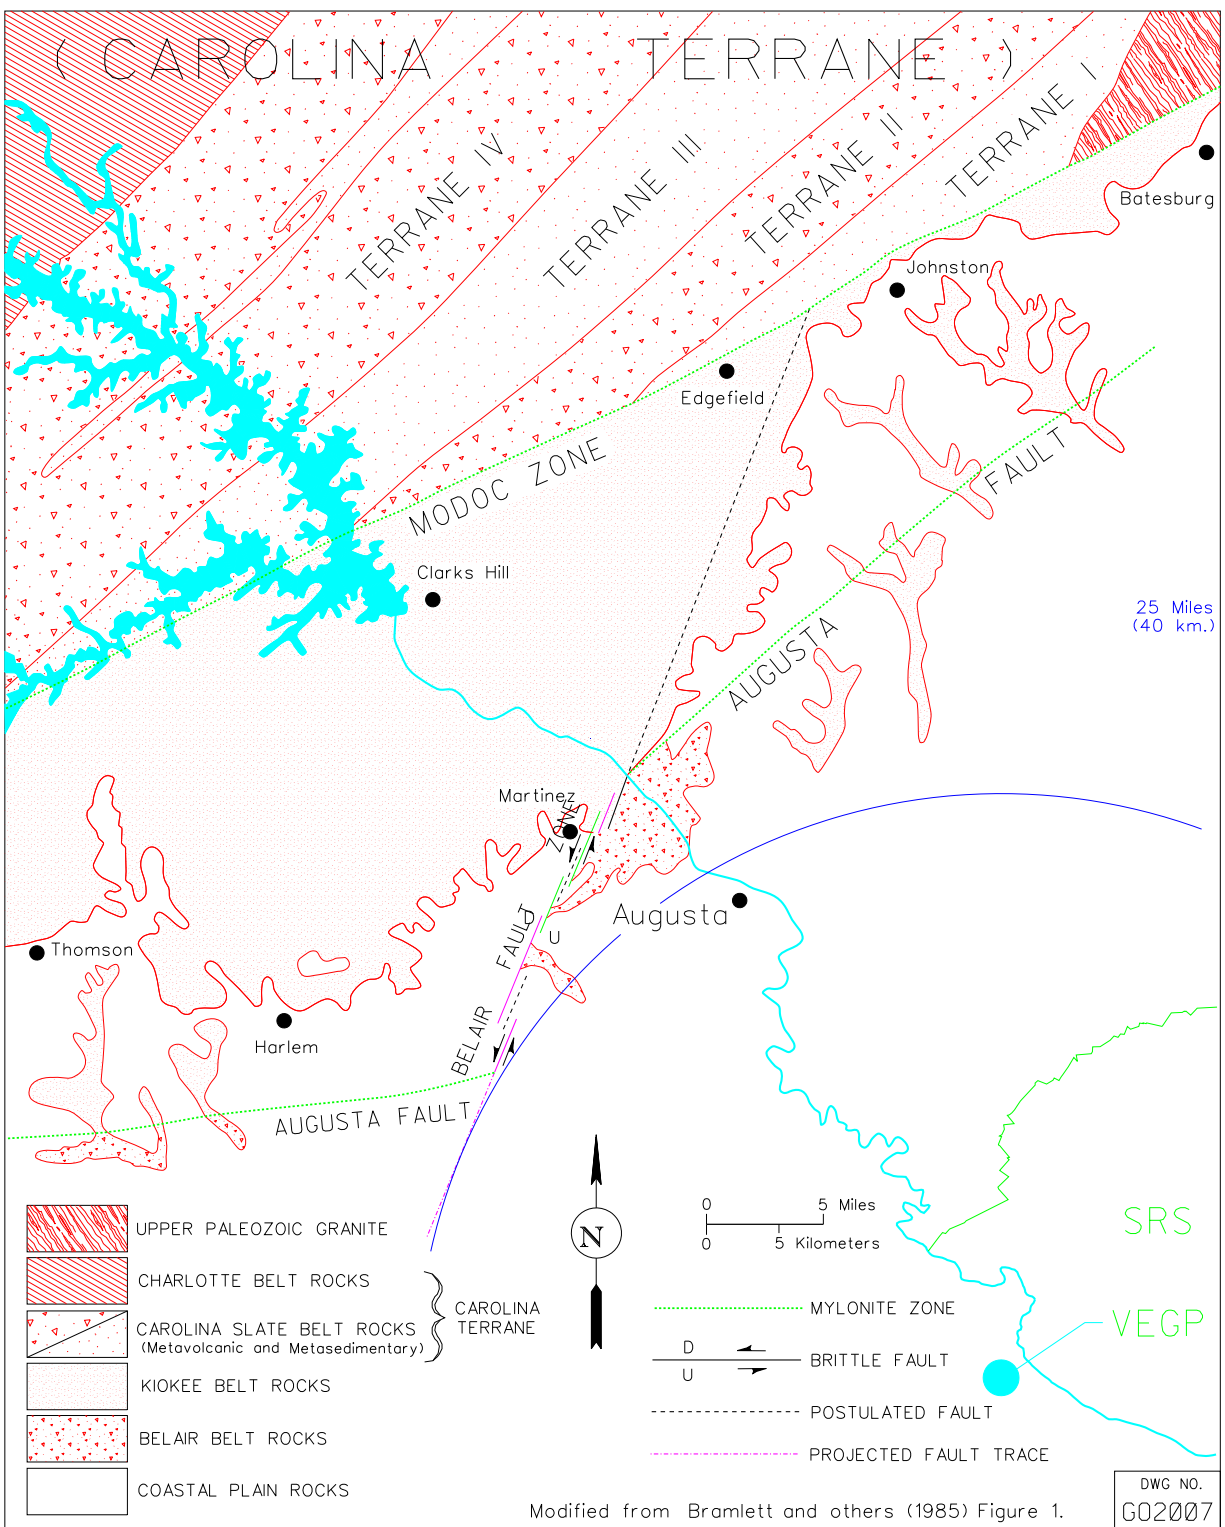 ( CAROLINA TERRANE )
TERRANE IV
TERRANE III
TERRANE II
TERRANE I
Batesburg
Johnston
Edgefield
MODOC ZONE
FAULT
AUGUSTA
Clarks Hill
25 Miles
(40 km.)
Martinez
ZONE
FAULT
BELAIR
D
U
Augusta
Thomson
Harlem
AUGUSTA FAULT
N
0 5 Miles
0 5 Kilometers
SRS
VEGP
UPPER PALEOZOIC GRANITE
CHARLOTTE BELT ROCKS
CAROLINA SLATE BELT ROCKS
(Metavolcanic and Metasedimentary)
CAROLINA
TERRANE
KIOKEE BELT ROCKS
BELAIR BELT ROCKS
COASTAL PLAIN ROCKS
MYLONITE ZONE
D
U
BRITTLE FAULT
POSTULATED FAULT
PROJECTED FAULT TRACE
Modified from Bramlett and others (1985) Figure 1.
DWG NO.
G02007